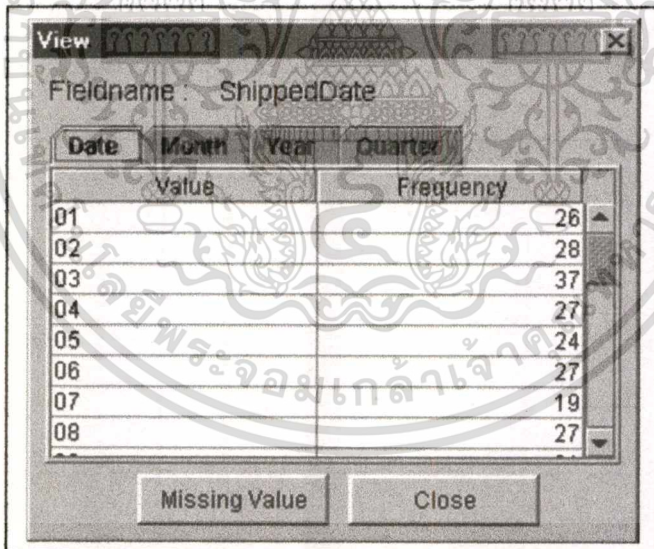 View
Fieldname : ShippedDate
Date Month Year Quarter
Value Frequency
01 26
02 28
03 37
04 27
05 24
06 27
07 19
08 27
Missing Value Close